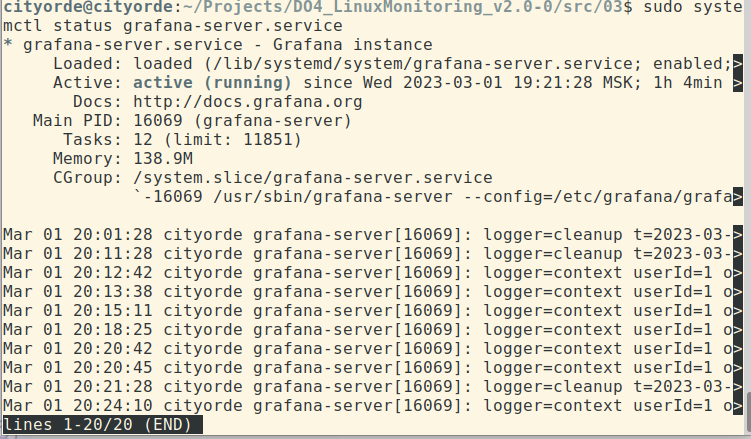 cityorde@cityorde:~/Projects/DO4_LinuxMonitoring_v2.0-0/src/03$ sudo syste
mctl status grafana-server.service
* grafana-server.service - Grafana instance
     Loaded: loaded (/lib/systemd/system/grafana-server.service; enabled;>
     Active: active (running) since Wed 2023-03-01 19:21:28 MSK; 1h 4min >
       Docs: http://docs.grafana.org
   Main PID: 16069 (grafana-server)
      Tasks: 12 (limit: 11851)
     Memory: 138.9M
     CGroup: /system.slice/grafana-server.service
             `-16069 /usr/sbin/grafana-server --config=/etc/grafana/grafa>
Mar 01 20:01:28 cityorde grafana-server[16069]: logger=cleanup t=2023-03->
Mar 01 20:11:28 cityorde grafana-server[16069]: logger=cleanup t=2023-03->
Mar 01 20:12:42 cityorde grafana-server[16069]: logger=context userId=1 o>
Mar 01 20:13:38 cityorde grafana-server[16069]: logger=context userId=1 o>
Mar 01 20:15:11 cityorde grafana-server[16069]: logger=context userId=1 o>
Mar 01 20:18:25 cityorde grafana-server[16069]: logger=context userId=1 o>
Mar 01 20:20:42 cityorde grafana-server[16069]: logger=context userId=1 o>
Mar 01 20:20:45 cityorde grafana-server[16069]: logger=context userId=1 o>
Mar 01 20:21:28 cityorde grafana-server[16069]: logger=cleanup t=2023-03->
Mar 01 20:24:10 cityorde grafana-server[16069]: logger=context userId=1 o>
lines 1-20/20 (END)